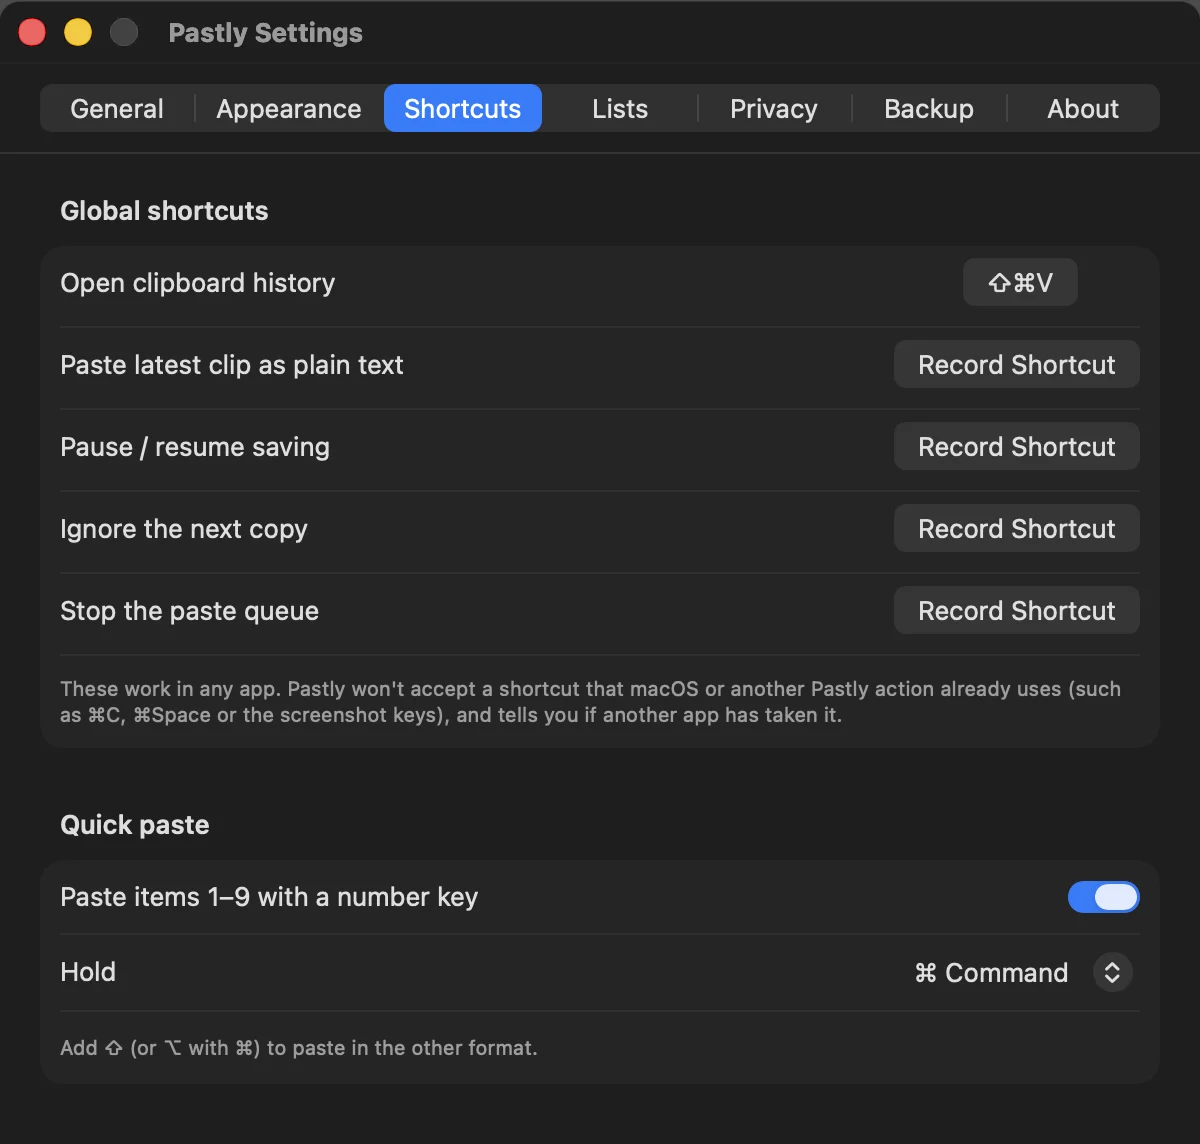 Pastly Settings
General
Appearance
Shortcuts
Lists
Privacy
Backup
About
Global shortcuts
Open clipboard history
⇧⌘V
Paste latest clip as plain text
Record Shortcut
Pause / resume saving
Record Shortcut
Ignore the next copy
Record Shortcut
Stop the paste queue
Record Shortcut
These work in any app. Pastly won't accept a shortcut that macOS or another Pastly action already uses (such
as ⌘C, ⌘Space or the screenshot keys), and tells you if another app has taken it.
Quick paste
Paste items 1–9 with a number key
Hold
⌘ Command
Add ⇧ (or ⌥ with ⌘) to paste in the other format.